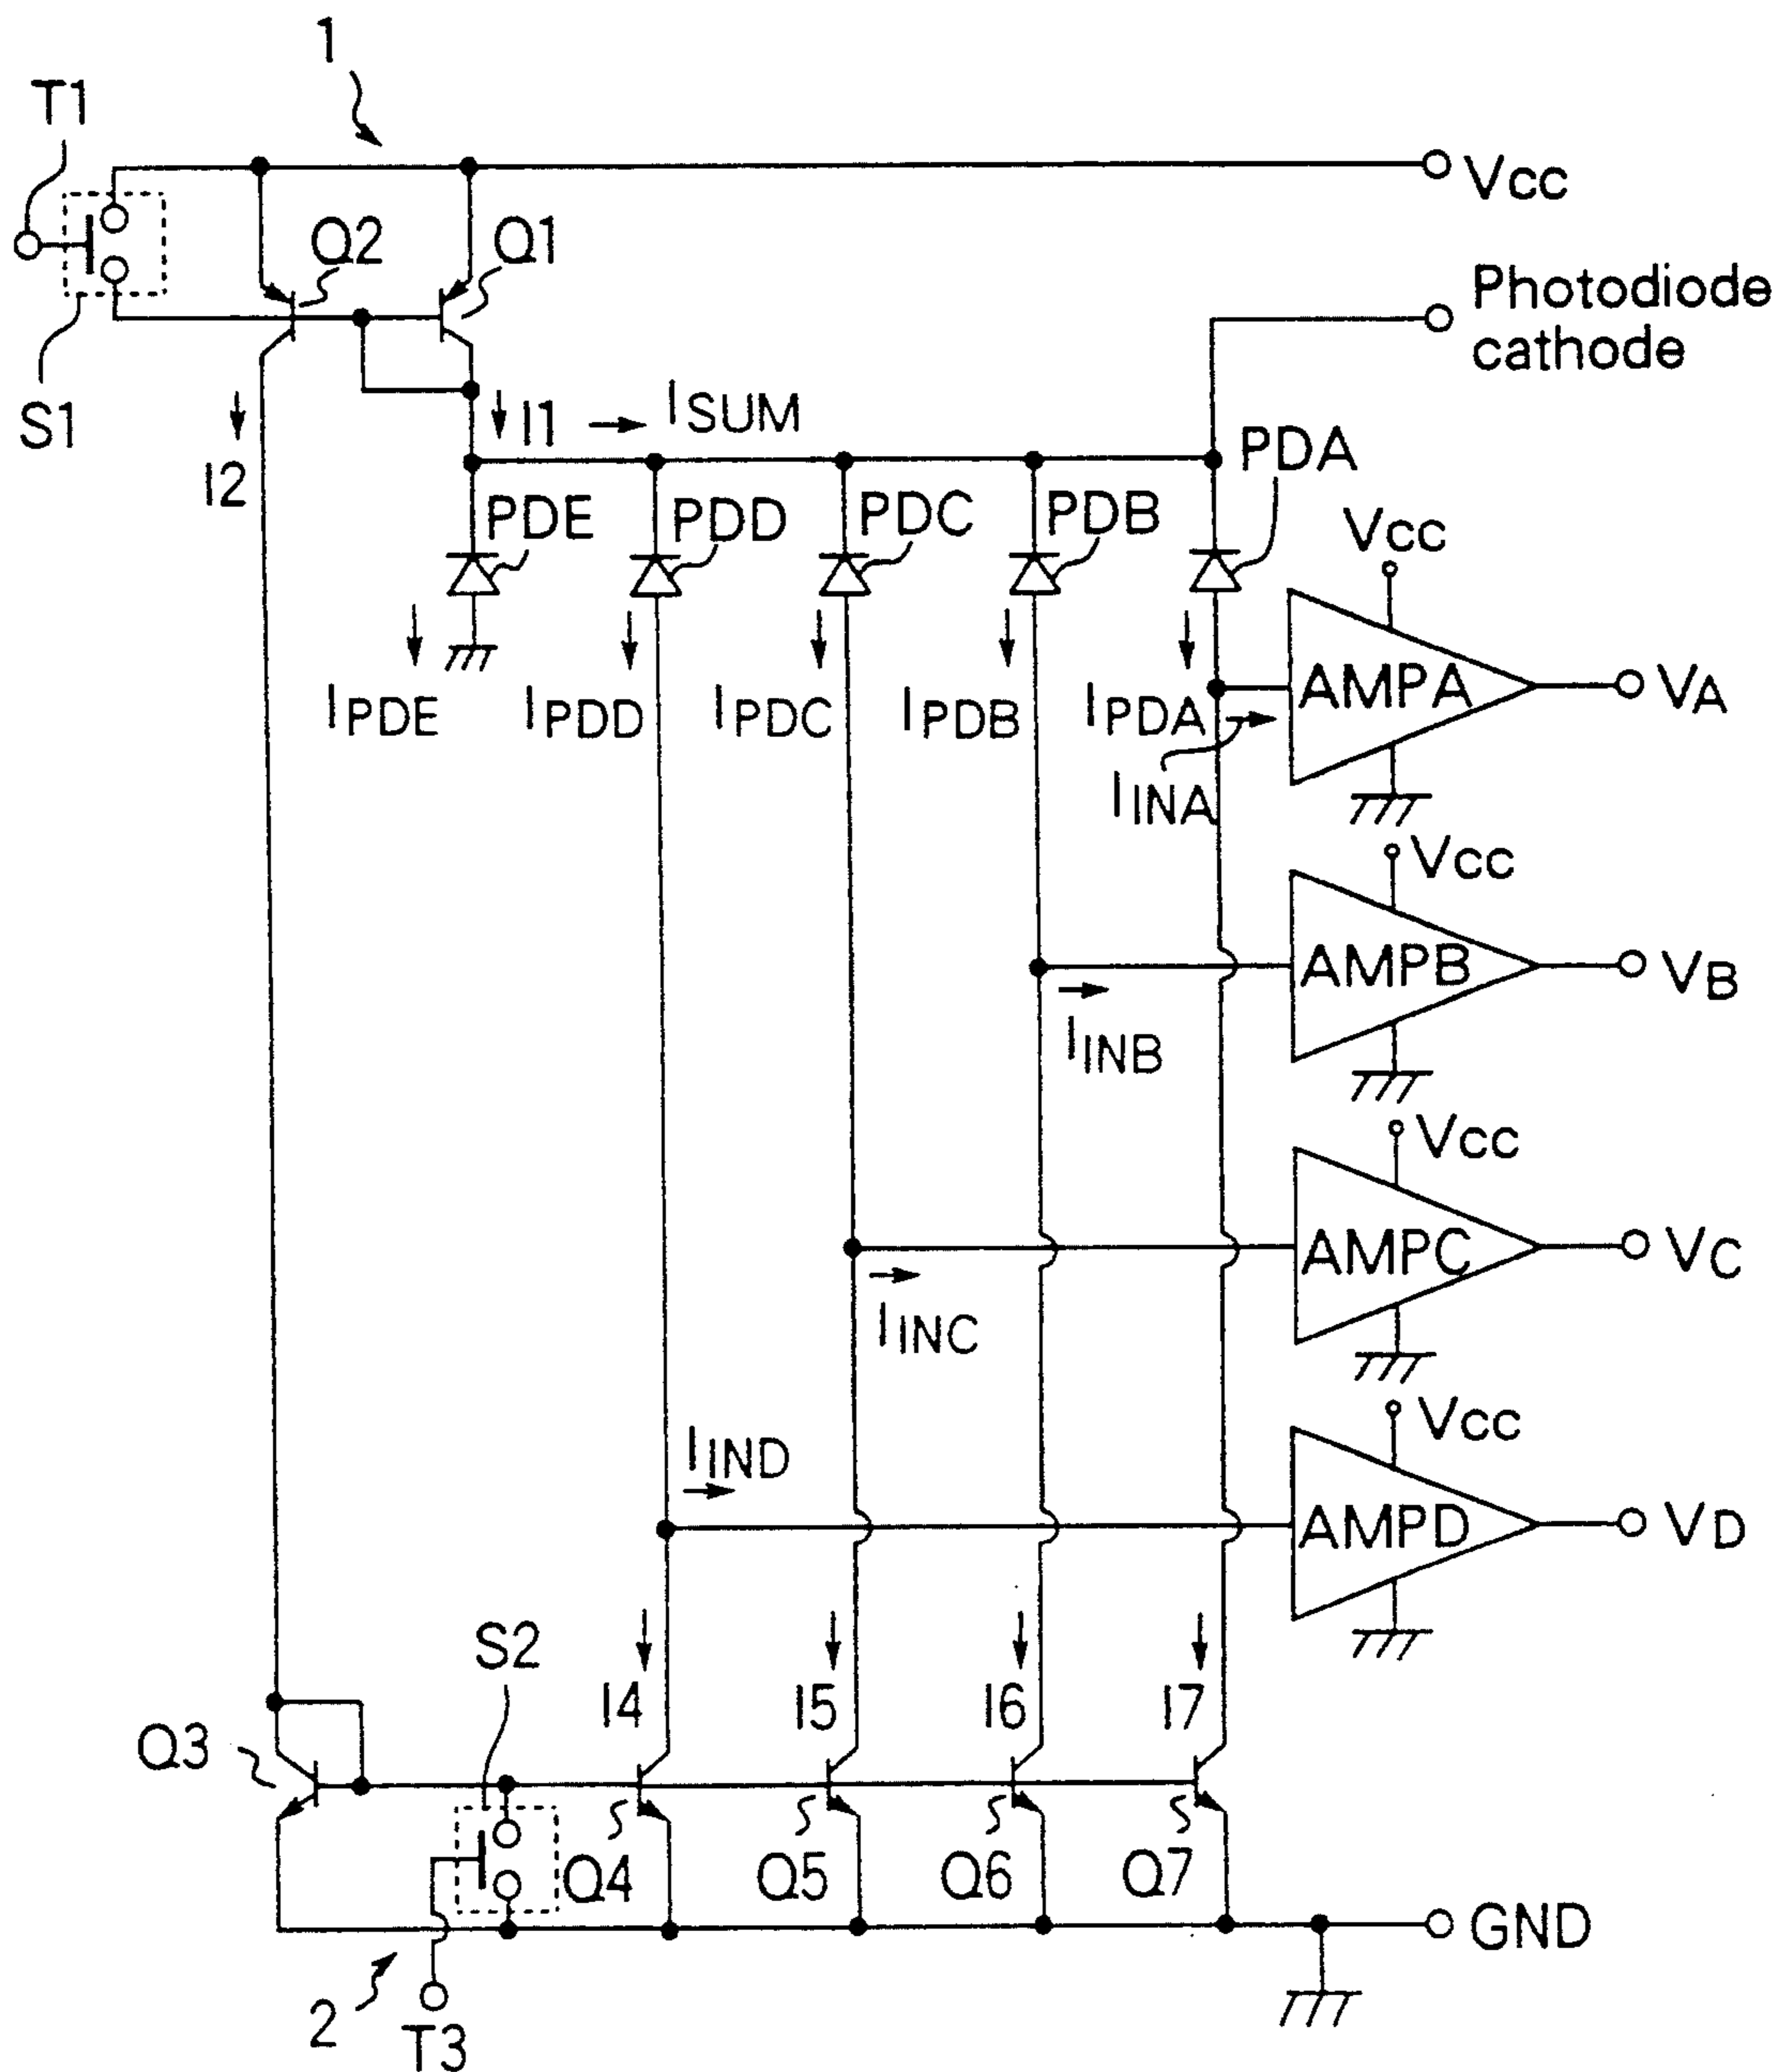 1
T1
Vcc
Q2
Q1
Photodiode
cathode
S1
I2
I1
ISUM
PDA
PDE
PDD
PDC
PDB
Vcc
IPDE
IPDD
IPDC
IPDB
IPDA
AMPA
VA
IINA
Vcc
AMPB
VB
IINB
Vcc
AMPC
VC
IINC
Vcc
IIND
AMPD
VD
S2
I4
I5
I6
I7
Q3
Q4
Q5
Q6
Q7
GND
2
T3